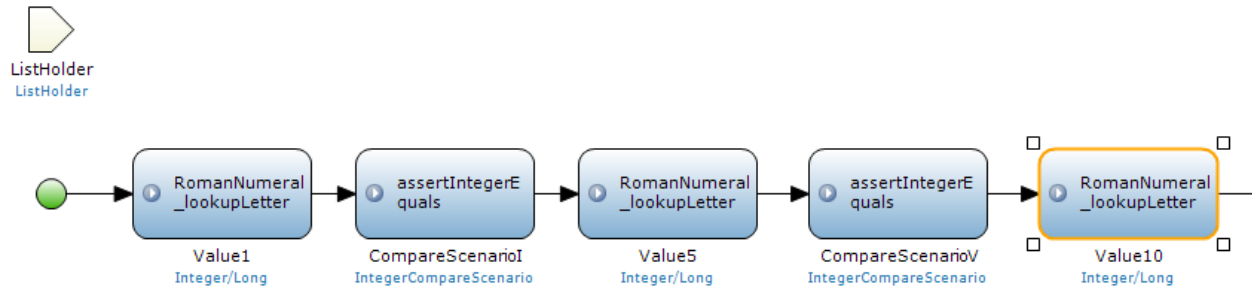 ListHolder
ListHolder
RomanNumeral
_lookupLetter
Value1
Integer/Long
assertIntegerE
quals
CompareScenarioI
IntegerCompareScenario
RomanNumeral
_lookupLetter
Value5
Integer/Long
assertIntegerE
quals
CompareScenarioV
IntegerCompareScenario
RomanNumeral
_lookupLetter
Value10
Integer/Long